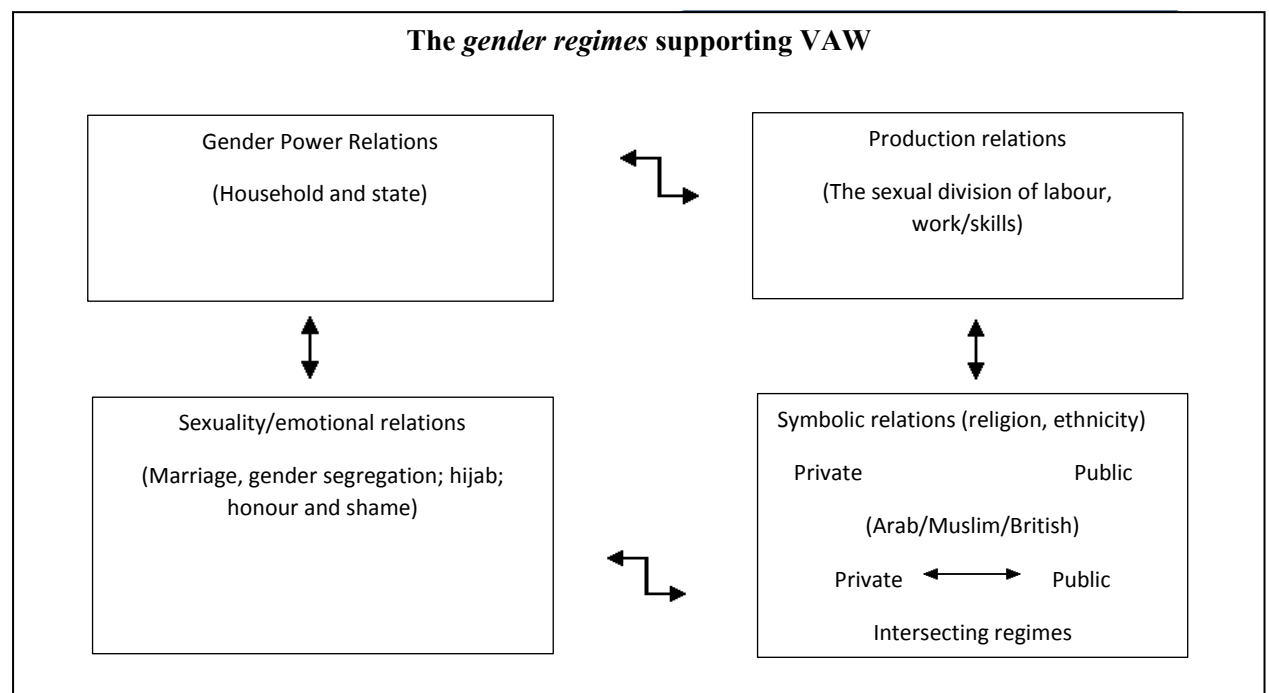 The gender regimes supporting VAW
Gender Power Relations
(Household and state)
Production relations
(The sexual division of labour,
work/skills)
Sexuality/emotional relations
(Marriage, gender segregation; hijab;
honour and shame)
Symbolic relations (religion, ethnicity)
Private Public
(Arab/Muslim/British)
Private Public
Intersecting regimes